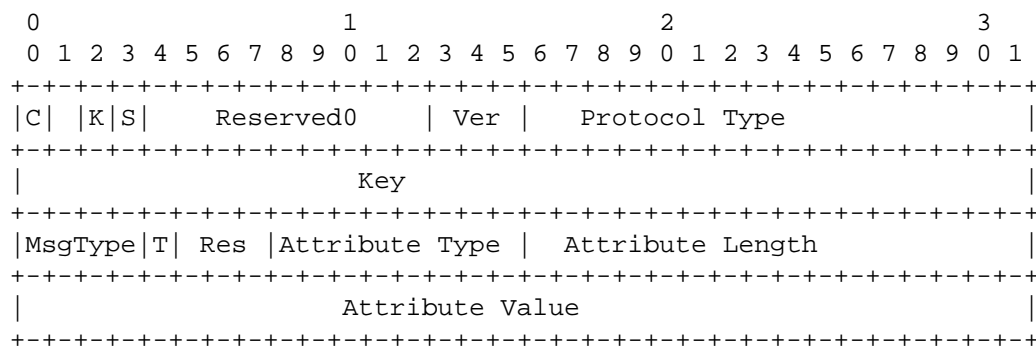 0                   1                   2                   3
 0 1 2 3 4 5 6 7 8 9 0 1 2 3 4 5 6 7 8 9 0 1 2 3 4 5 6 7 8 9 0 1
+-+-+-+-+-+-+-+-+-+-+-+-+-+-+-+-+-+-+-+-+-+-+-+-+-+-+-+-+-+-+-+-+
|C| |K|S|    Reserved0    | Ver |   Protocol Type               |
+-+-+-+-+-+-+-+-+-+-+-+-+-+-+-+-+-+-+-+-+-+-+-+-+-+-+-+-+-+-+-+-+
|                     Key                                       |
+-+-+-+-+-+-+-+-+-+-+-+-+-+-+-+-+-+-+-+-+-+-+-+-+-+-+-+-+-+-+-+-+
|MsgType|T| Res |Attribute Type |  Attribute Length             |
+-+-+-+-+-+-+-+-+-+-+-+-+-+-+-+-+-+-+-+-+-+-+-+-+-+-+-+-+-+-+-+-+
|                    Attribute Value                            |
+-+-+-+-+-+-+-+-+-+-+-+-+-+-+-+-+-+-+-+-+-+-+-+-+-+-+-+-+-+-+-+-+